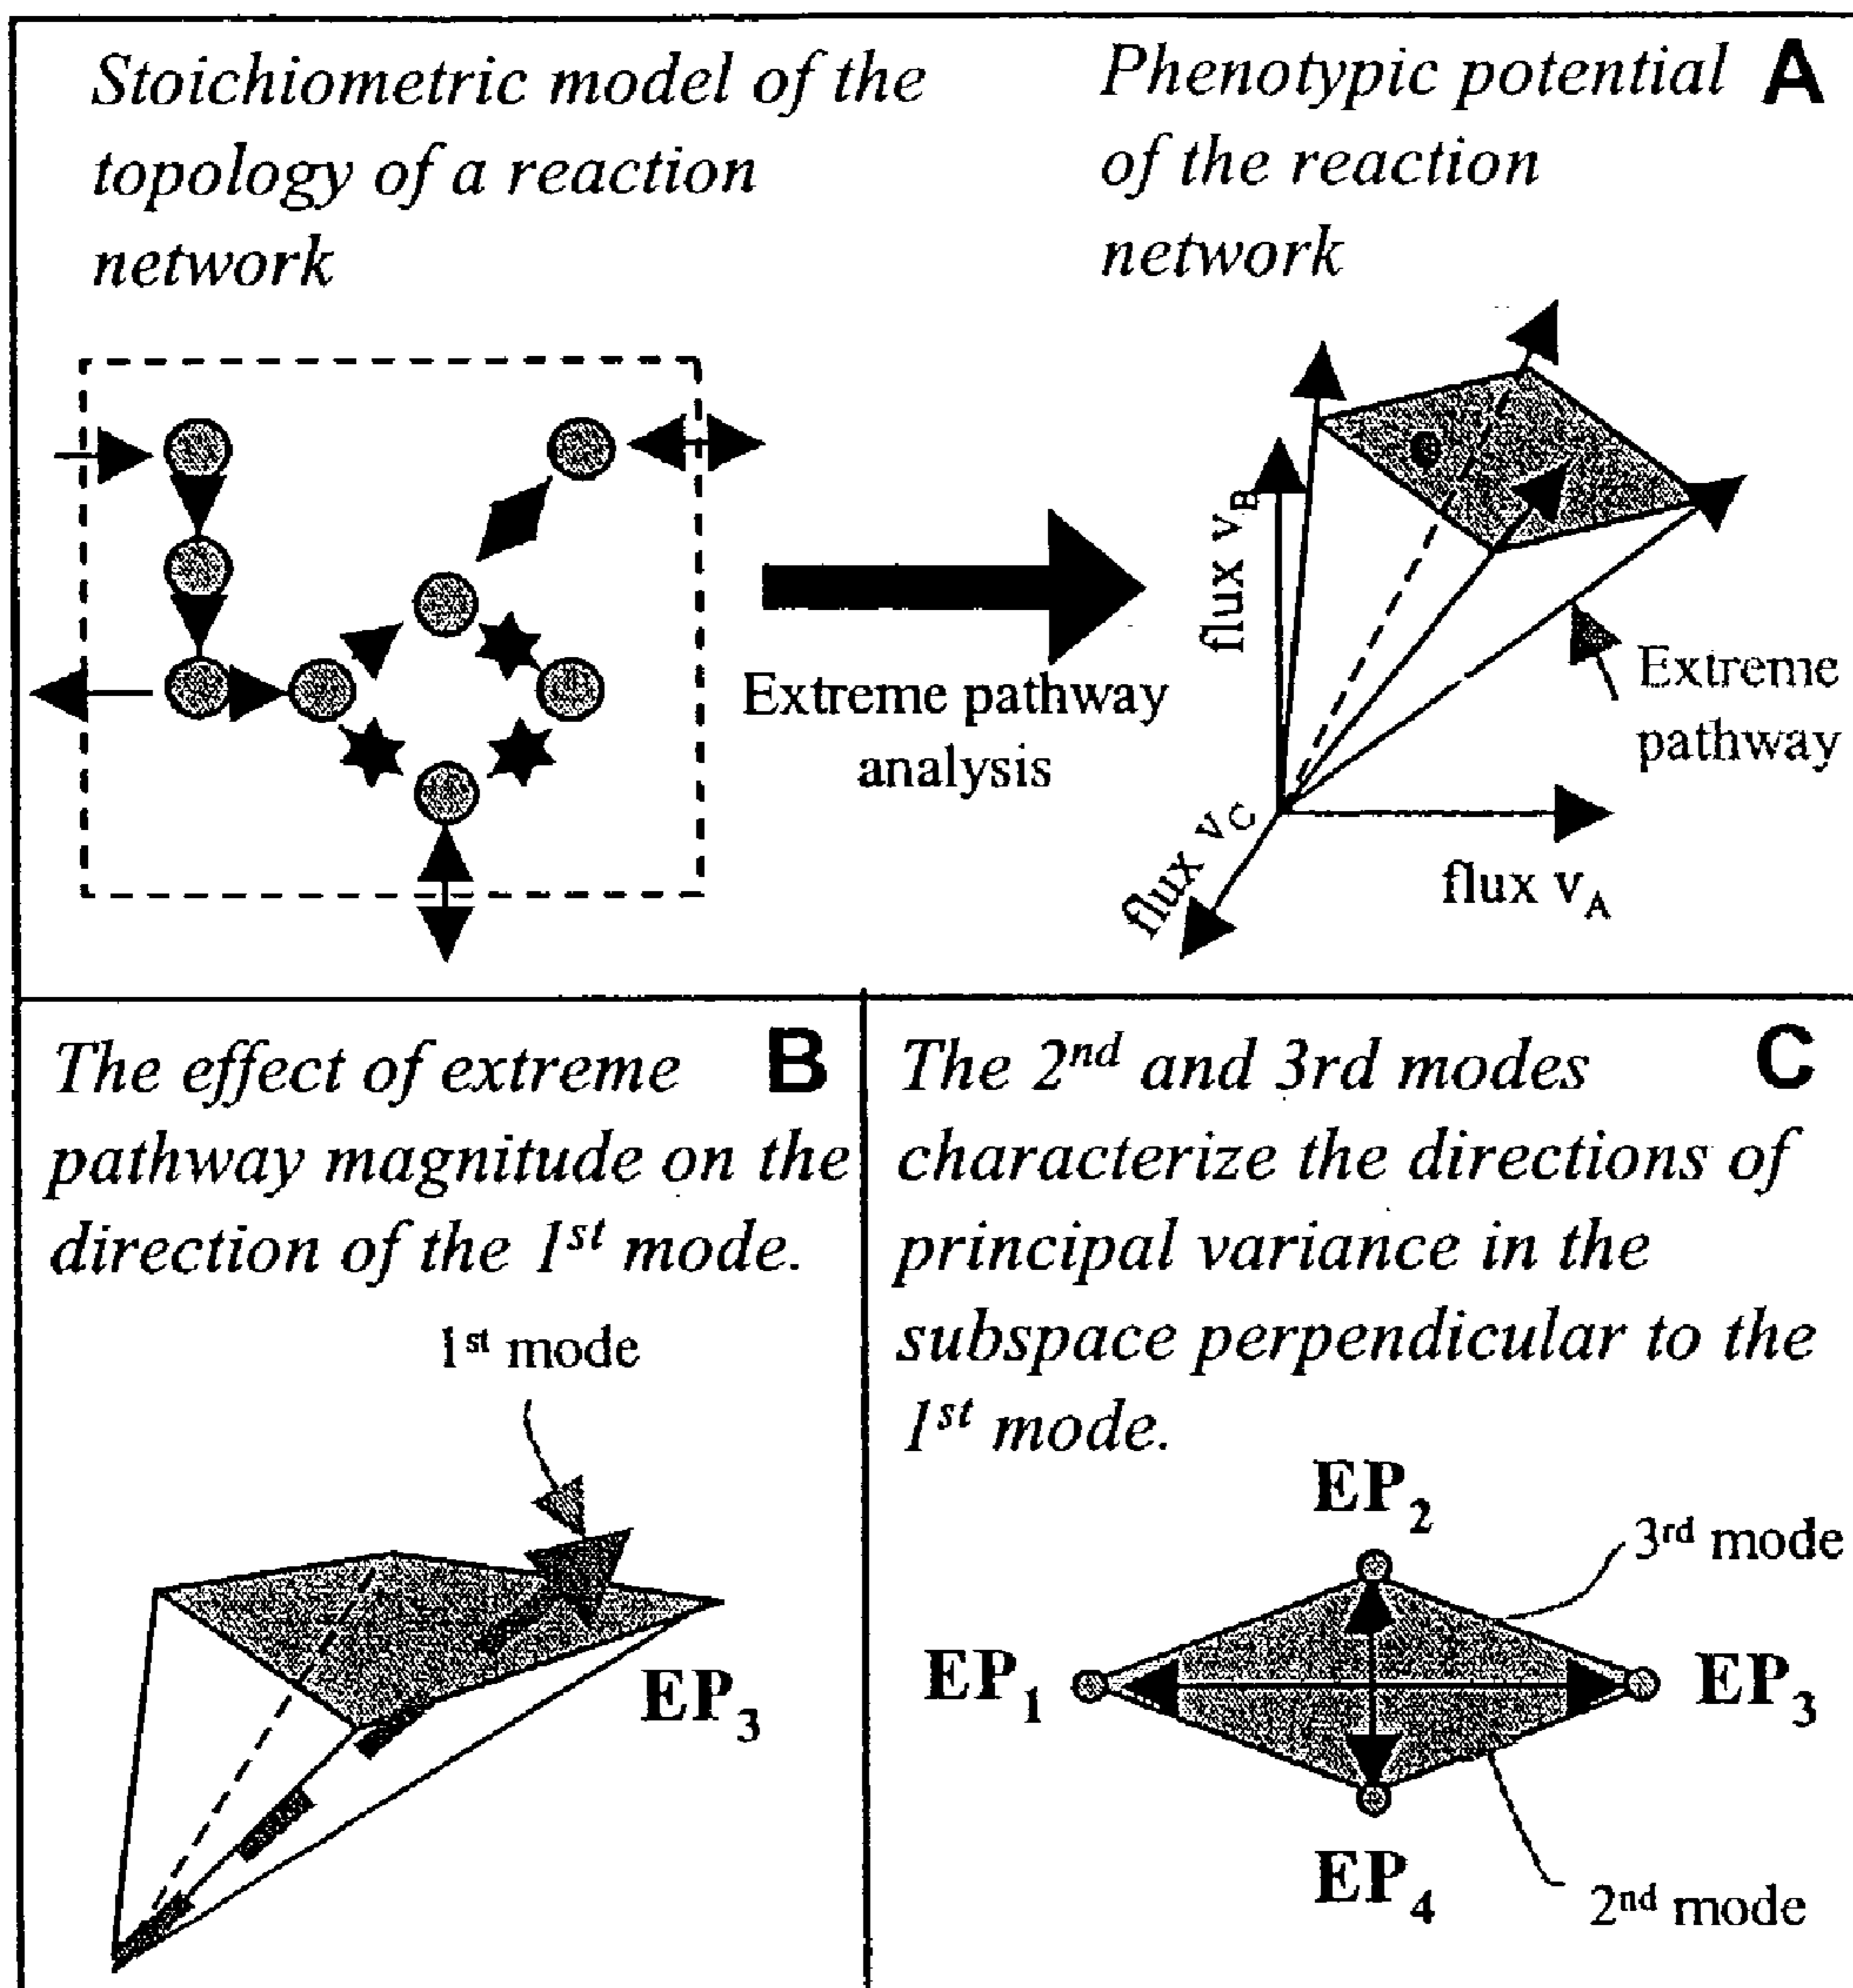 Stoichiometric model of the
topology of a reaction
network
Phenotypic potential
of the reaction
network
A
flux vB
flux vC
flux vA
Extreme pathway
analysis
Extreme
pathway
The effect of extreme
pathway magnitude on the
direction of the 1st mode.
B
1st mode
EP3
The 2nd and 3rd modes
characterize the directions of
principal variance in the
subspace perpendicular to the
1st mode.
C
EP2
3rd mode
EP1
EP3
EP4
2nd mode